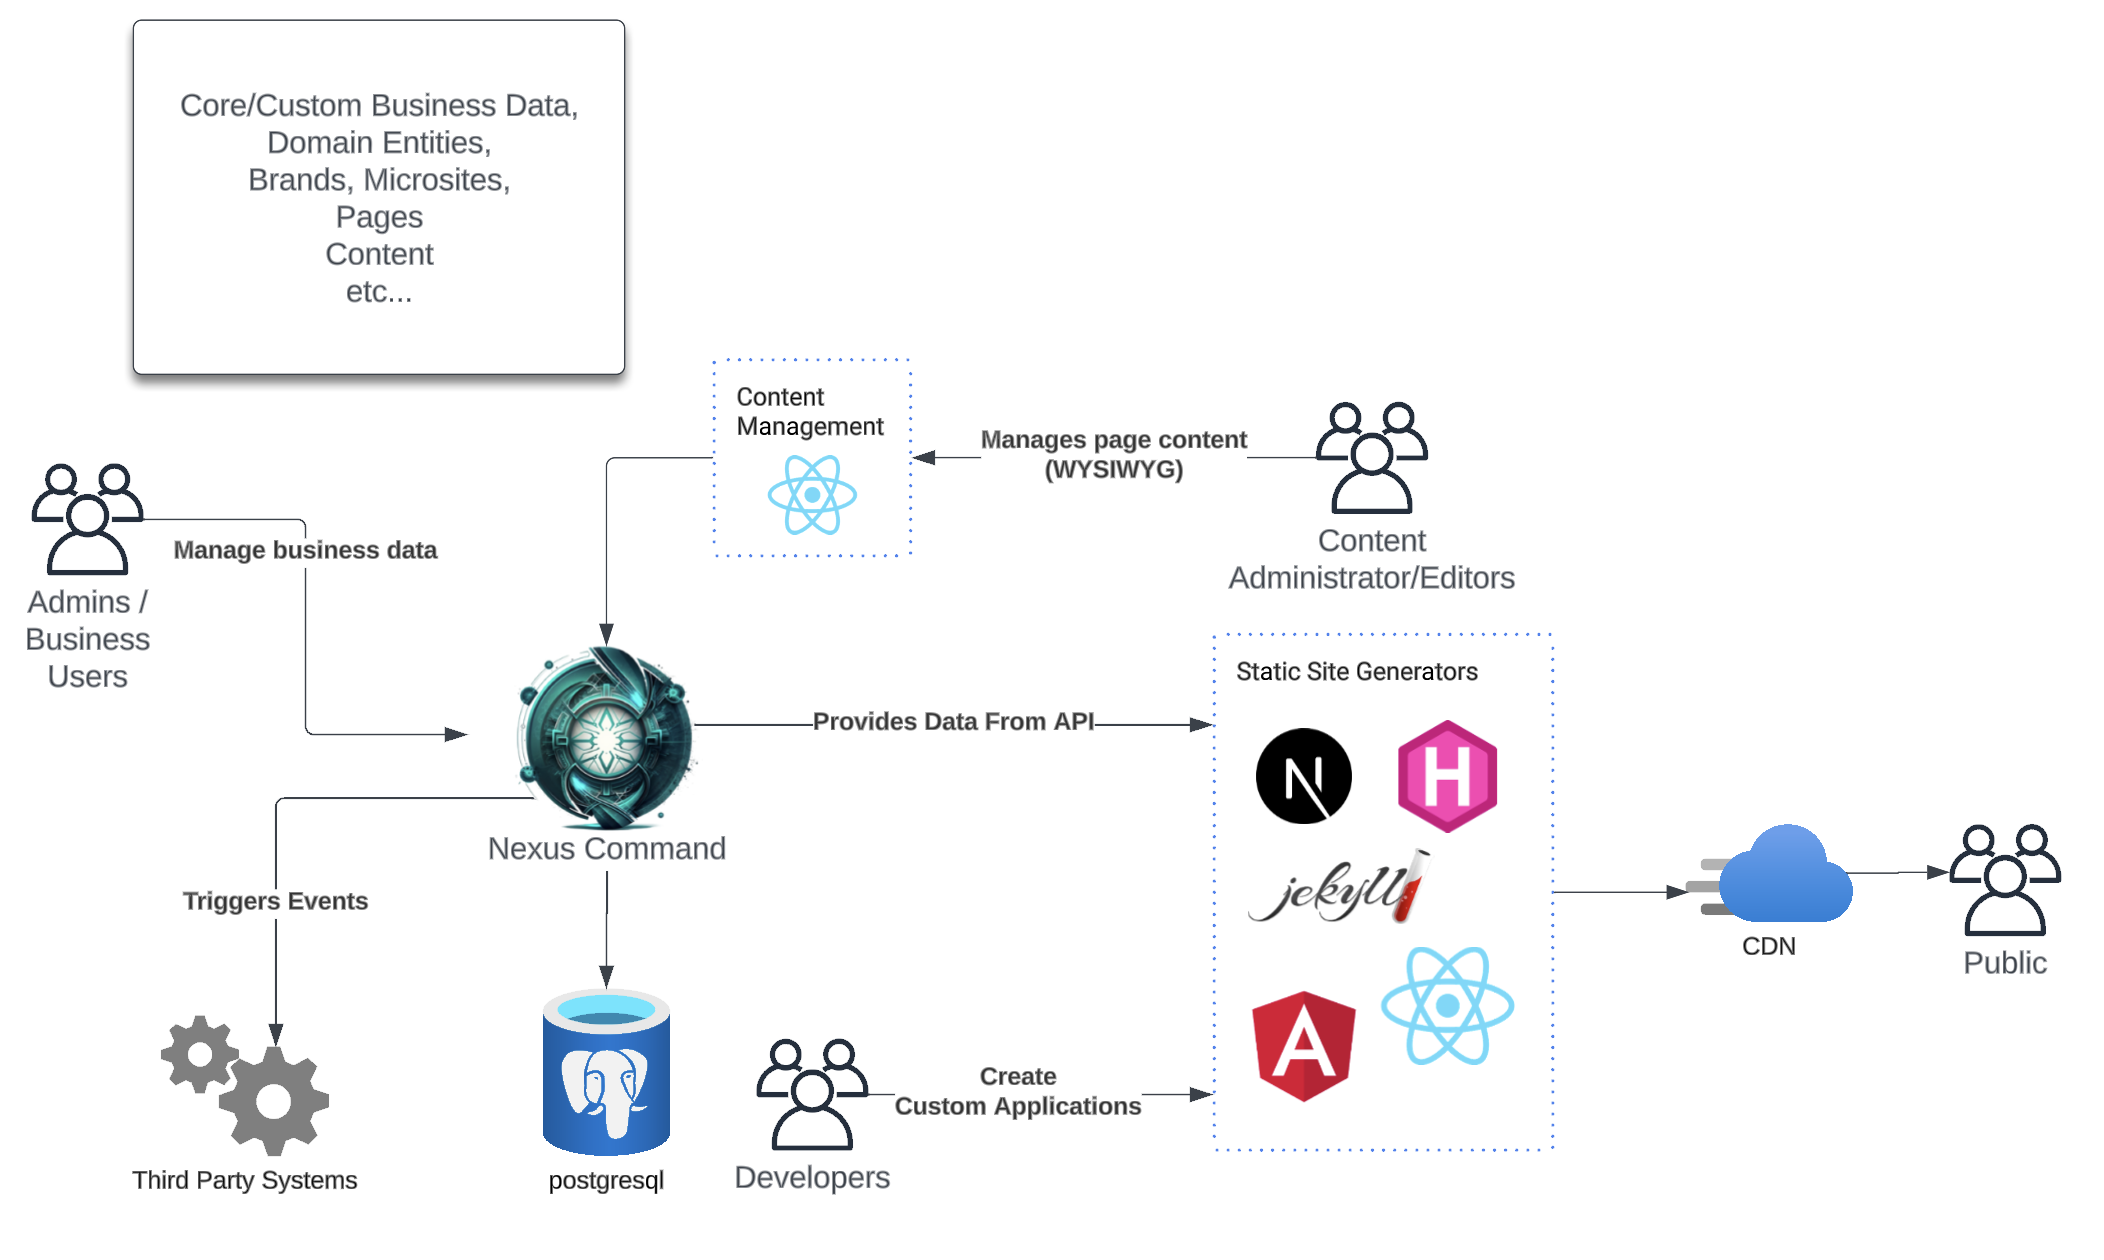 Core/Custom Business Data,
Domain Entities,
Brands, Microsites,
Pages
Content
etc...
Content
Management
Manages page content
(WYSIWYG)
Content
Administrator/Editors
Manage business data
Admins /
Business
Users
Nexus Command
Provides Data From API
Static Site Generators
N
H
jekyll
A
Triggers Events
Third Party Systems
postgresql
Create
Custom Applications
Developers
CDN
Public